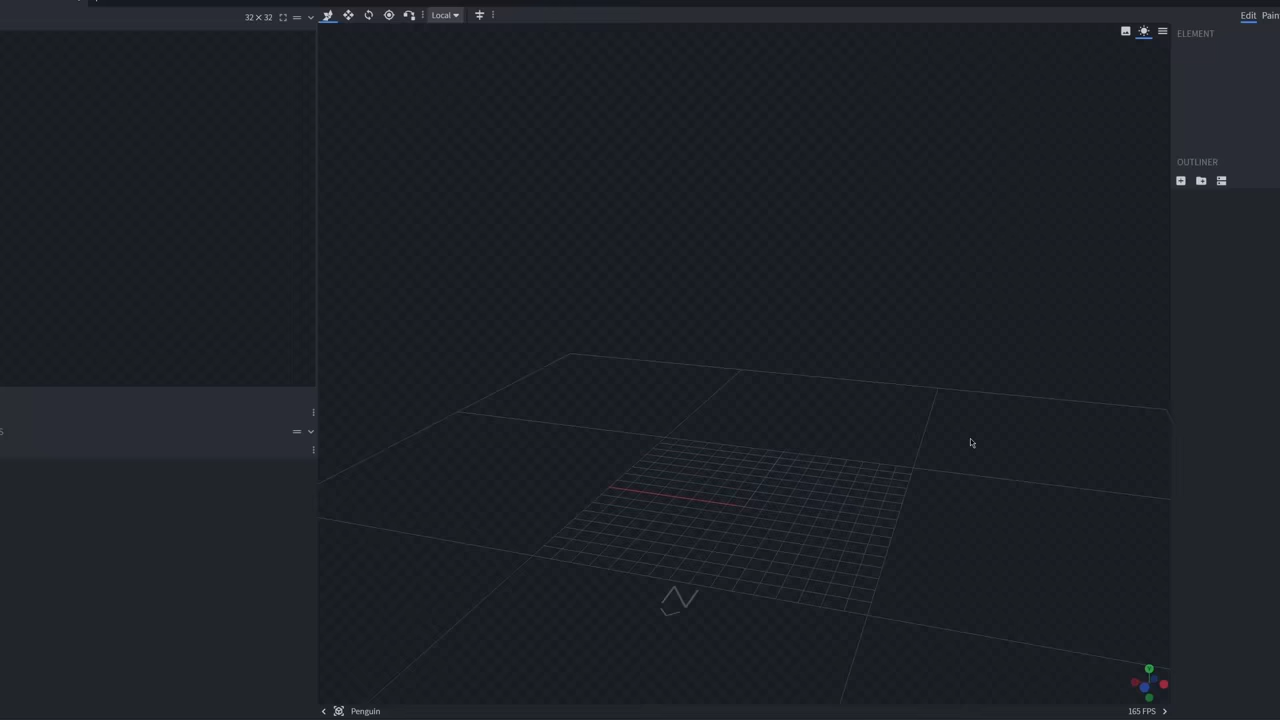 32 × 32
Local
Edit Pain
ELEMENT
OUTLINER
S
Penguin
165 FPS